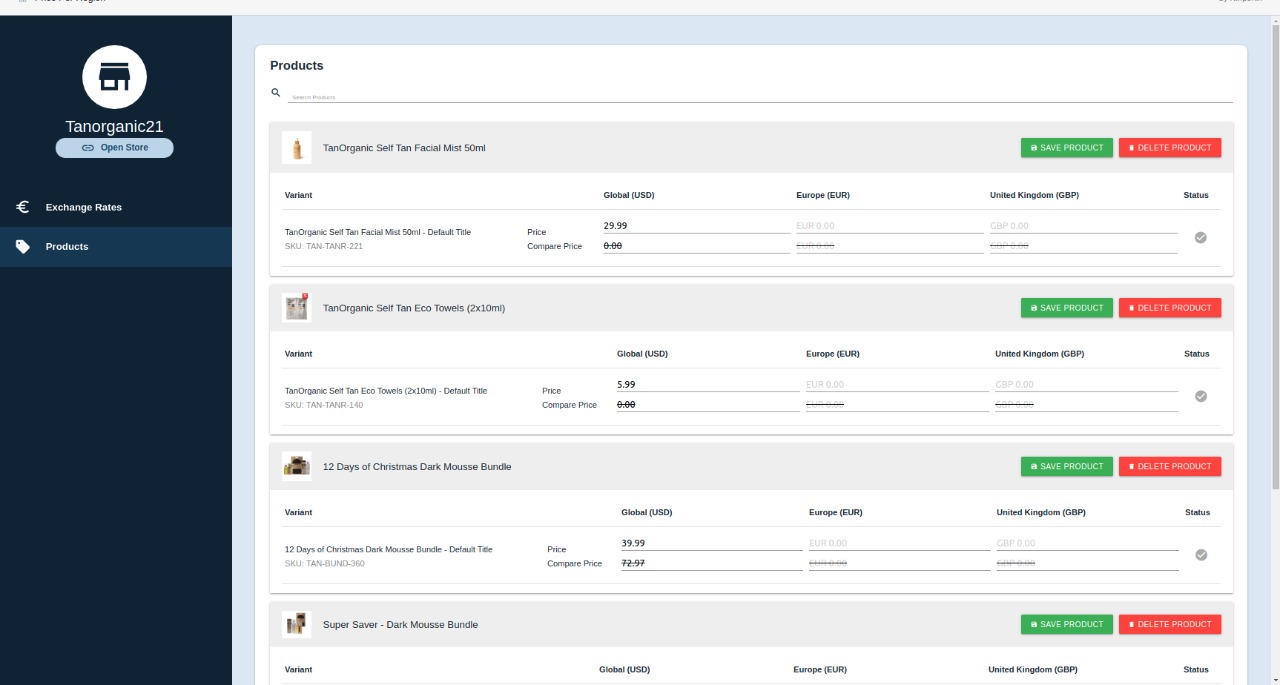 Tanorganic21
Open Store
Exchange Rates
Products
Products
Search Products
TanOrganic Self Tan Facial Mist 50ml
SAVE PRODUCT DELETE PRODUCT
Variant Global (USD) Europe (EUR) United Kingdom (GBP) Status
TanOrganic Self Tan Facial Mist 50ml - Default Title Price 29.99 EUR 0.00 GBP 0.00
SKU: TAN-TANR-221 Compare Price 0.00 EUR 0.00 GBP 0.00
TanOrganic Self Tan Eco Towels (2x10ml)
SAVE PRODUCT DELETE PRODUCT
Variant Global (USD) Europe (EUR) United Kingdom (GBP) Status
TanOrganic Self Tan Eco Towels (2x10ml) - Default Title Price 5.99 EUR 0.00 GBP 0.00
SKU: TAN-TANR-140 Compare Price 0.00 EUR 0.00 GBP 0.00
12 Days of Christmas Dark Mousse Bundle
SAVE PRODUCT DELETE PRODUCT
Variant Global (USD) Europe (EUR) United Kingdom (GBP) Status
12 Days of Christmas Dark Mousse Bundle - Default Title Price 39.99 EUR 0.00 GBP 0.00
SKU: TAN-BUND-360 Compare Price 72.97 EUR 0.00 GBP 0.00
Super Saver - Dark Mousse Bundle
SAVE PRODUCT DELETE PRODUCT
Variant Global (USD) Europe (EUR) United Kingdom (GBP) Status